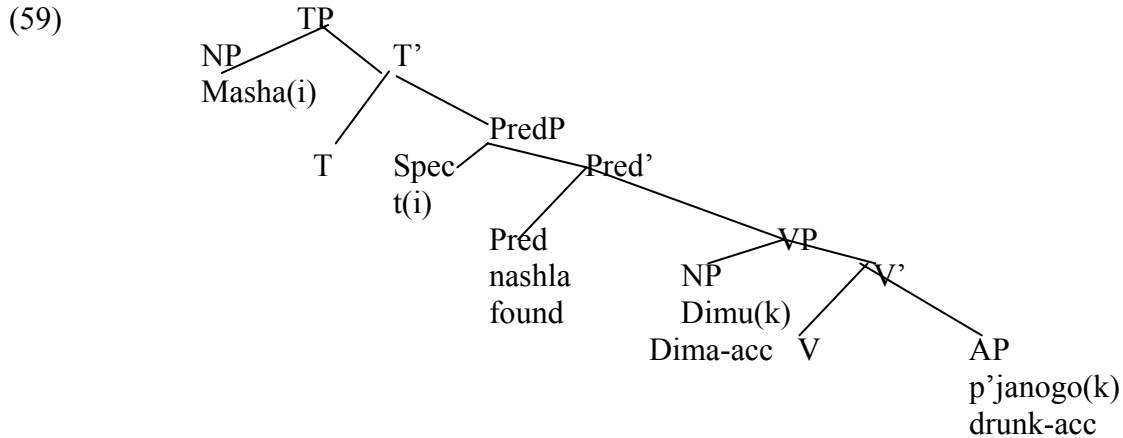 (59) TP
NP T’
Masha(i)
PredP
T Spec Pred’
t(i)
Pred VP
nashla NP V’
found Dimu(k)
Dima-acc V AP
p’janogo(k)
drunk-acc